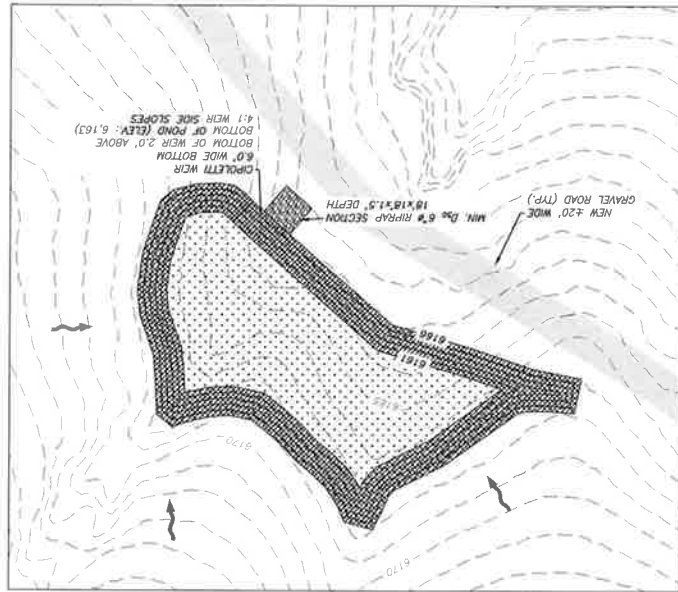 6170
6170
6165
6161
6166
NEW ±20' WIDE
GRAVEL ROAD (TYP.)
MIN. D50 6"ø RIPRAP SECTION
18'x18'x1.5' DEPTH
CIPOLETTI WEIR
6.0' WIDE BOTTOM
BOTTOM OF WEIR 2.0' ABOVE
BOTTOM OF POND (ELEV: 6,163)
4:1 WEIR SIDE SLOPES